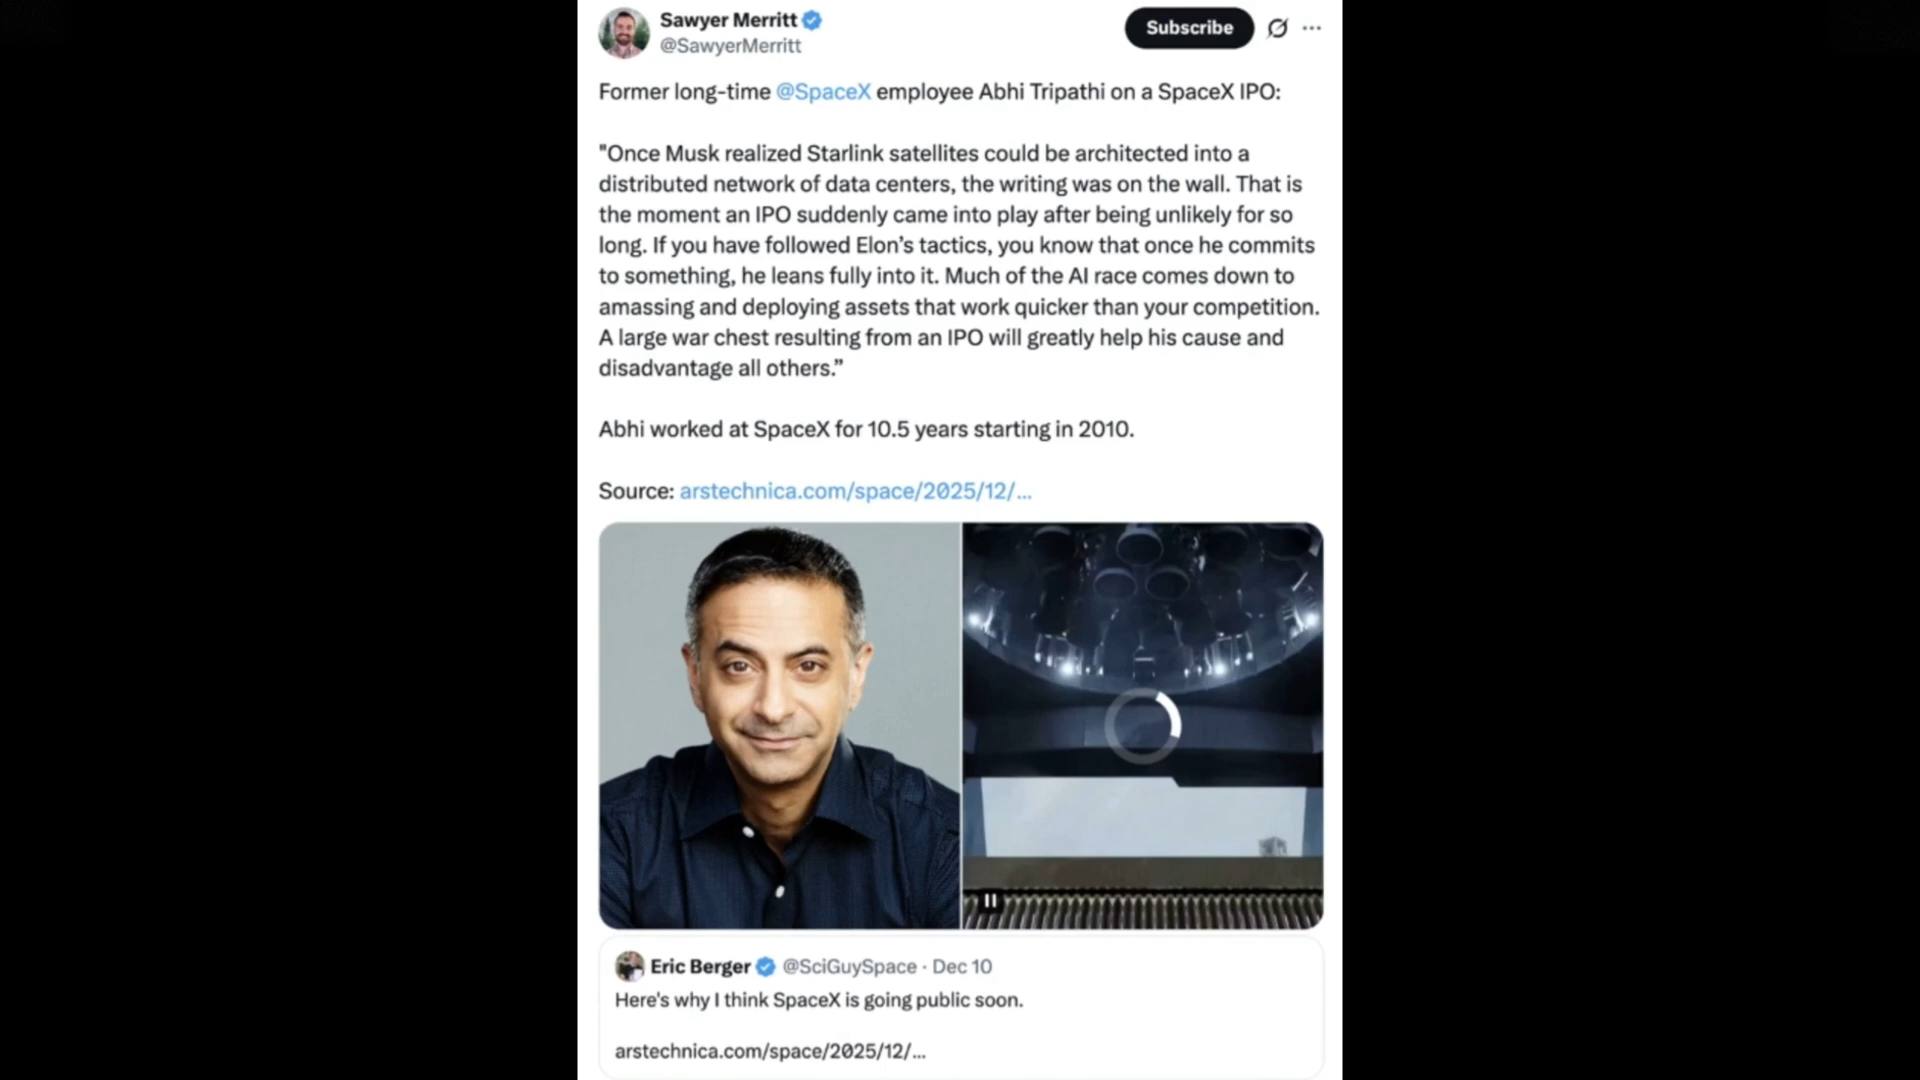 Sawyer Merritt
@SawyerMerritt
Subscribe
Former long-time @SpaceX employee Abhi Tripathi on a SpaceX IPO:
"Once Musk realized Starlink satellites could be architected into a
distributed network of data centers, the writing was on the wall. That is
the moment an IPO suddenly came into play after being unlikely for so
long. If you have followed Elon’s tactics, you know that once he commits
to something, he leans fully into it. Much of the AI race comes down to
amassing and deploying assets that work quicker than your competition.
A large war chest resulting from an IPO will greatly help his cause and
disadvantage all others.”
Abhi worked at SpaceX for 10.5 years starting in 2010.
Source: arstechnica.com/space/2025/12/...
Eric Berger @SciGuySpace · Dec 10
Here's why I think SpaceX is going public soon.
arstechnica.com/space/2025/12/...